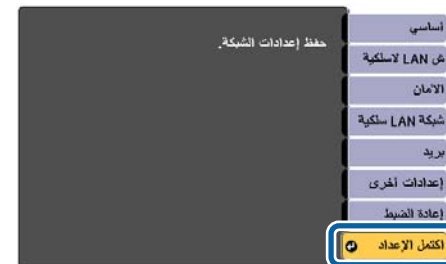 حفظ إعدادات الشبكة.
أساسي
ش LAN لاسلكية
الأمان
شبكة LAN سلكية
بريد
إعدادات أخرى
إعادة الضبط
اكتمل الإعداد